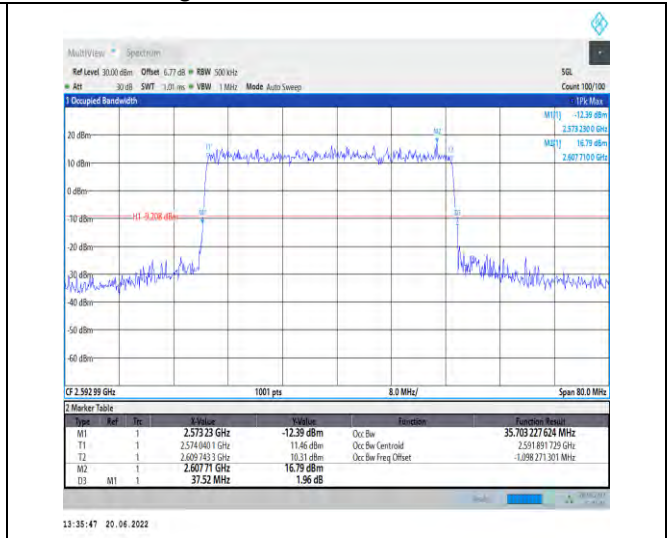 MultiView Spectrum
Ref Level 30.00 dBm Offset 6.77 dB RBW 500 kHz SGL
Att 30 dB SWT 1.01 ms VBW 1 MHz Mode Auto Sweep Count 100/100
1 Occupied Bandwidth 1Pk Max
M1[1] -12.39 dBm
2.573 230 0 GHz
M2[1] 16.79 dBm
2.607 710 0 GHz
20 dBm
10 dBm
0 dBm
-10 dBm
H1 -9.208 dBm
-20 dBm
-30 dBm
-40 dBm
-50 dBm
-60 dBm
T1
M2
T2
M1
D3
CF 2.592 99 GHz 1001 pts 8.0 MHz/ Span 80.0 MHz
2 Marker Table
Type Ref Trc X-Value Y-Value Function Function Result
M1 1 2.573 23 GHz -12.39 dBm Occ Bw 35.703 227 624 MHz
T1 1 2.574 040 1 GHz 11.46 dBm Occ Bw Centroid 2.591 891 729 GHz
T2 1 2.609 743 3 GHz 10.31 dBm Occ Bw Freq Offset -1.098 271 301 MHz
M2 1 2.607 71 GHz 16.79 dBm
D3 M1 1 37.52 MHz 1.96 dB
13:35:47 20.06.2022